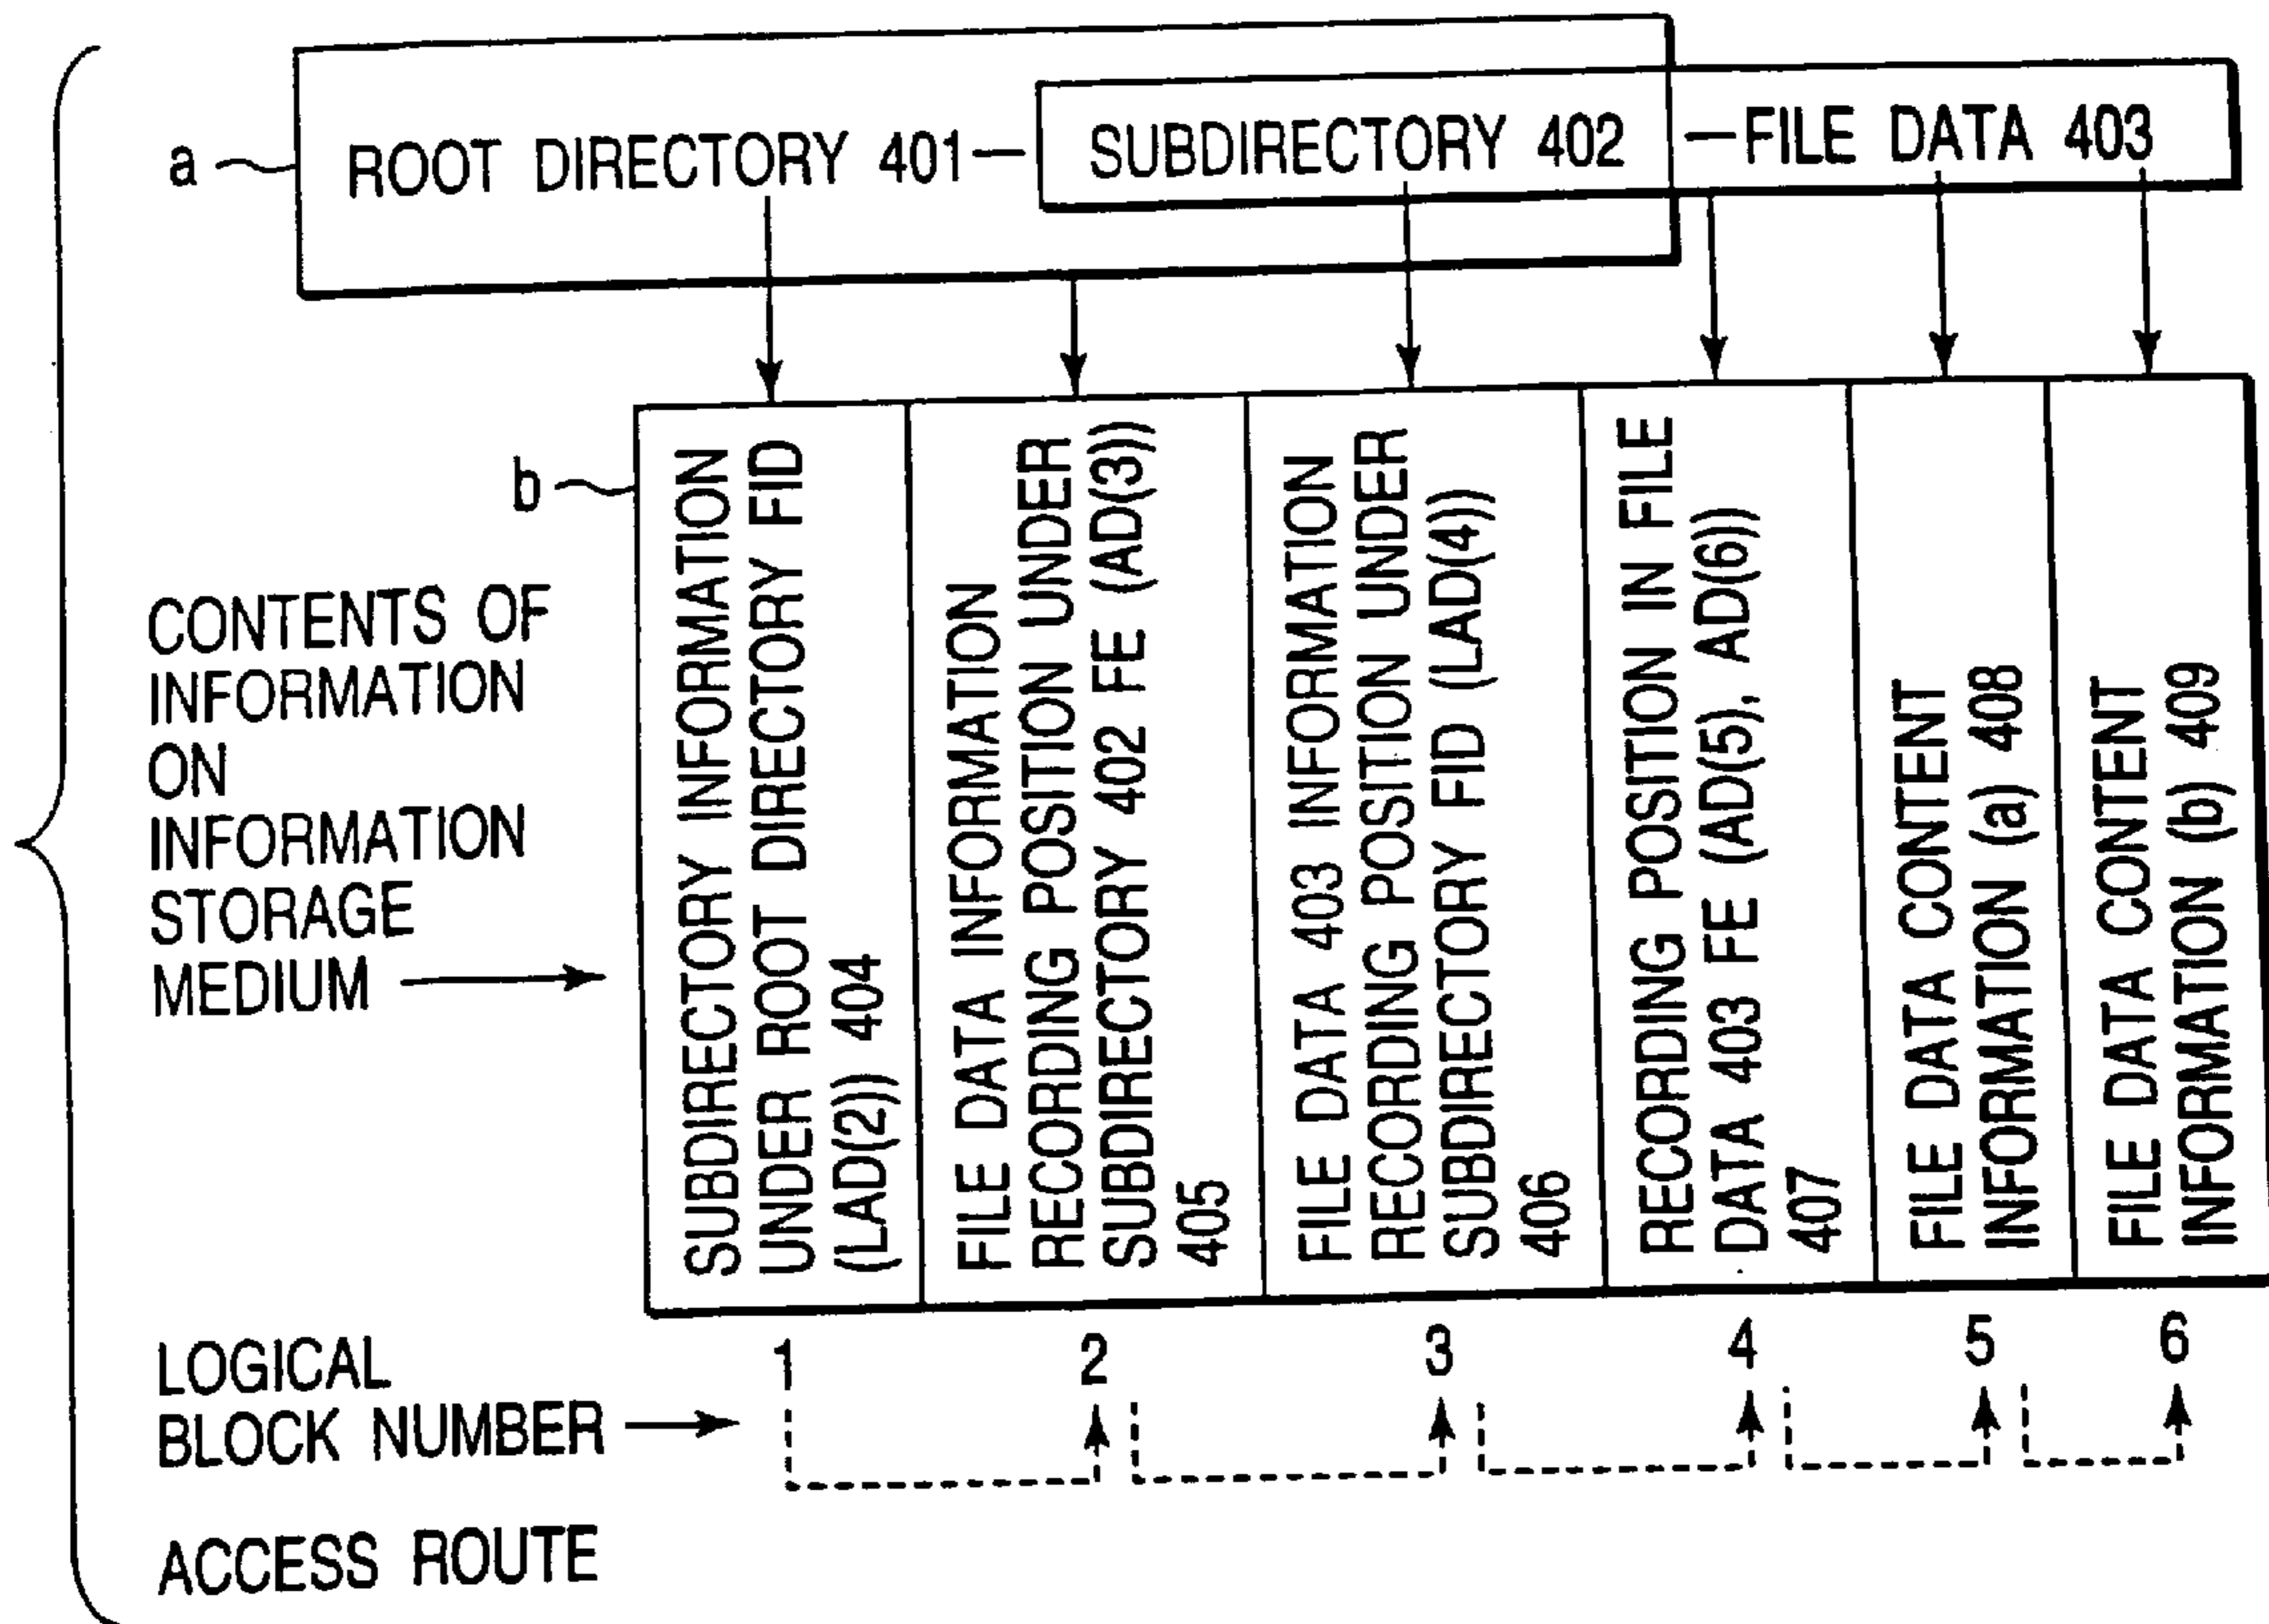 a
ROOT DIRECTORY 401
SUBDIRECTORY 402
FILE DATA 403
b
CONTENTS OF
INFORMATION
ON
INFORMATION
STORAGE
MEDIUM
SUBDIRECTORY INFORMATION
UNDER ROOT DIRECTORY FID
(LAD(2)) 404
FILE DATA INFORMATION
RECORDING POSITION UNDER
SUBDIRECTORY 402 FE (AD(3))
405
FILE DATA 403 INFORMATION
RECORDING POSITION UNDER
SUBDIRECTORY FID (LAD(4))
406
RECORDING POSITION IN FILE
DATA 403 FE (AD(5), AD(6))
407
FILE DATA CONTENT
INFORMATION (a) 408
FILE DATA CONTENT
INFORMATION (b) 409
LOGICAL
BLOCK NUMBER
1 2 3 4 5 6
ACCESS ROUTE